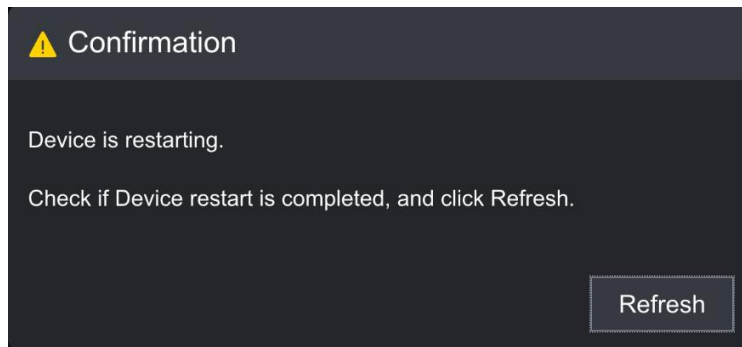 Confirmation
Device is restarting.
Check if Device restart is completed, and click Refresh.
Refresh